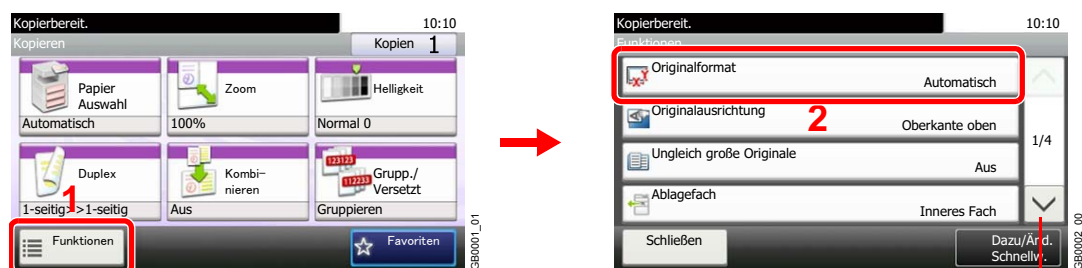 Kopierbereit. 10:10
Kopieren Kopien 1
Papier
Auswahl
Automatisch
Zoom
100%
Helligkeit
Normal 0
Duplex
1-seitig>>1-seitig
1
Kombi-
nieren
Aus
Grupp./
Versetzt
Gruppieren
123123
112233
Funktionen
Favoriten
GB0001_01
Kopierbereit. 10:10
Funktionen
Originalformat
Automatisch
Originalausrichtung
2
Oberkante oben
Ungleich große Originale
Aus
Ablagefach
Inneres Fach
1/4
Schließen
Dazu/Änd.
Schnellw.
GB0002_00